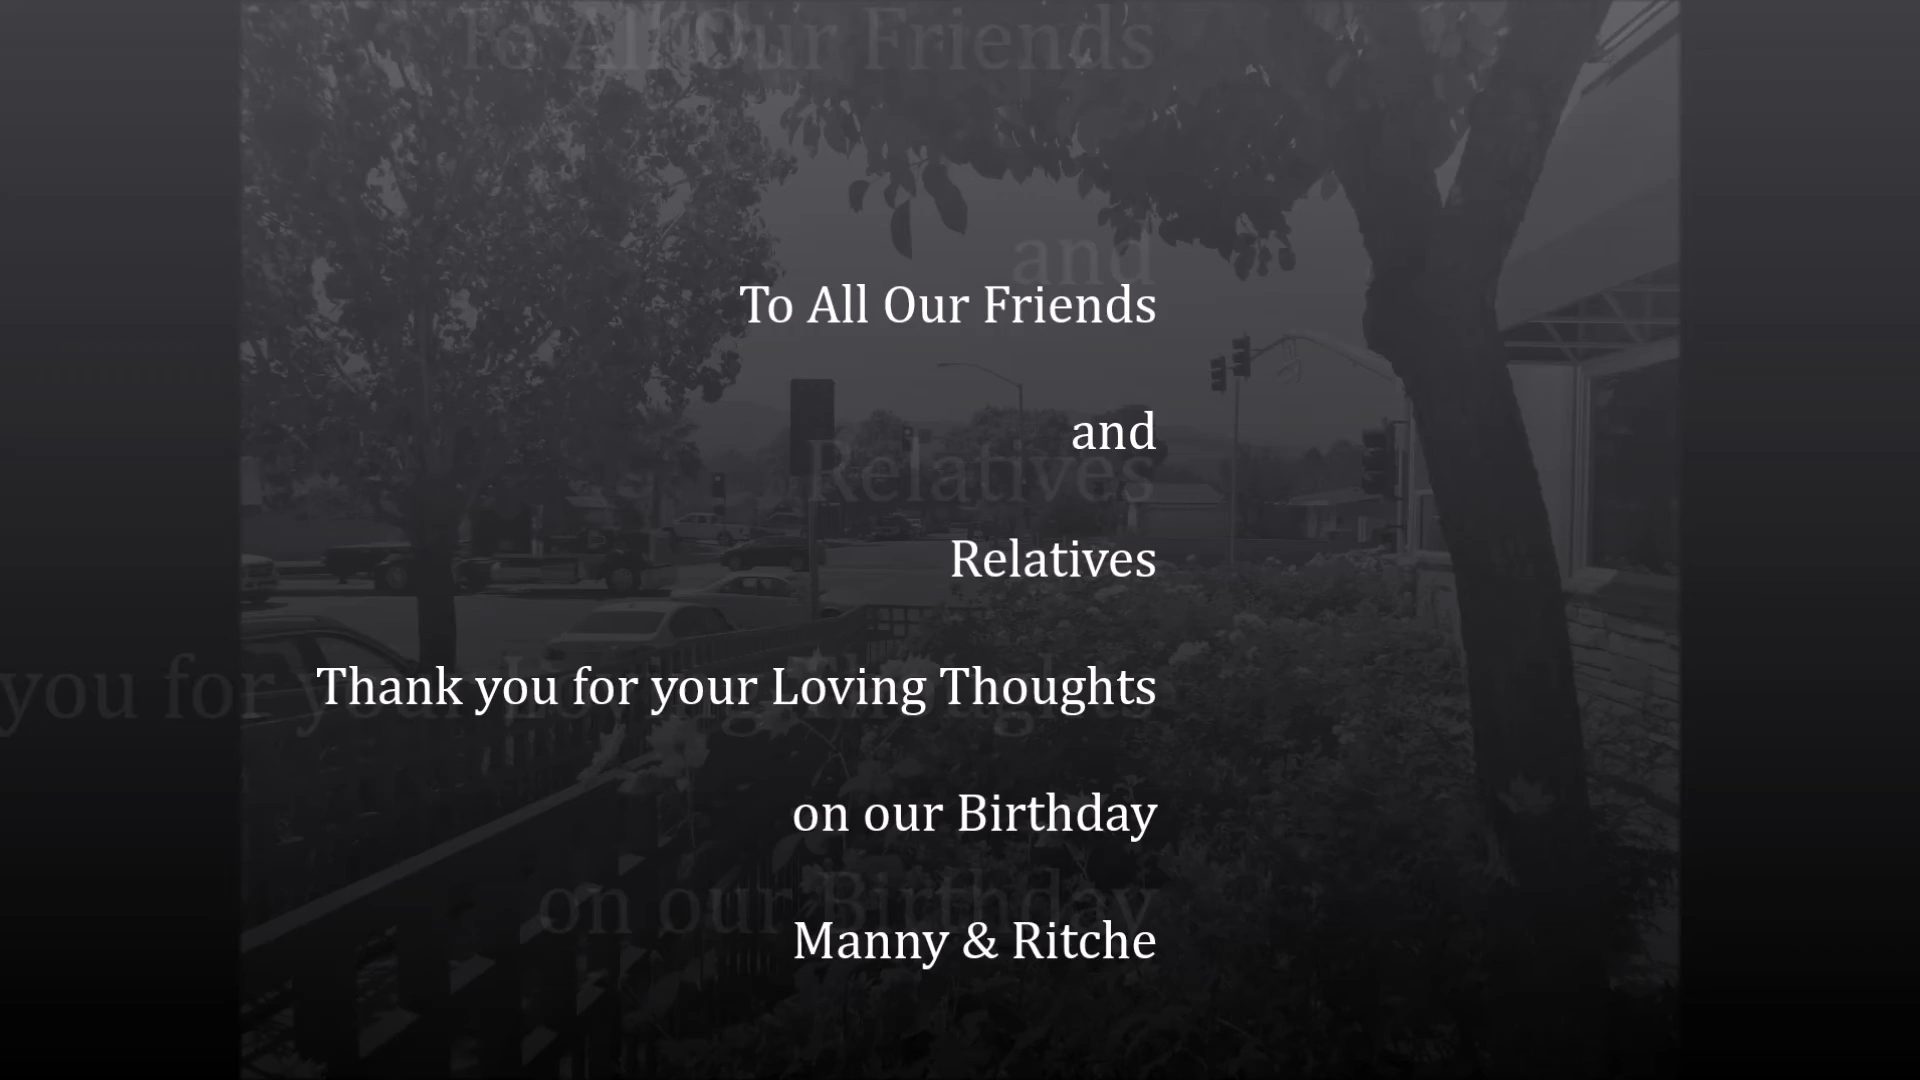 To All Our Friends
and
Relatives
Thank you for your Loving Thoughts
on our Birthday
Manny & Ritche